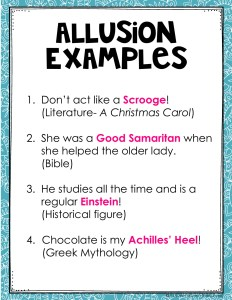 ALLUSION
EXAMPLES
1. Don't act like a Scrooge!
(Literature- A Christmas Carol)
2. She was a Good Samaritan when
she helped the older lady.
(Bible)
3. He studies all the time and is a
regular Einstein!
(Historical figure)
4. Chocolate is my Achilles' Heel!
(Greek Mythology)